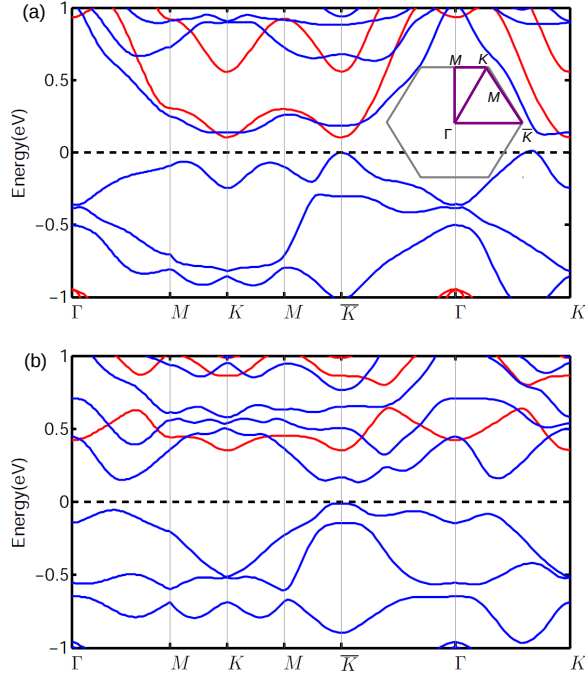 (a)
Energy(eV)
1
0.5
0
−0.5
−1
M K
M
Γ K̅
Γ M K M K̅ Γ K
(b)
Energy(eV)
1
0.5
0
−0.5
−1
Γ M K M K̅ Γ K